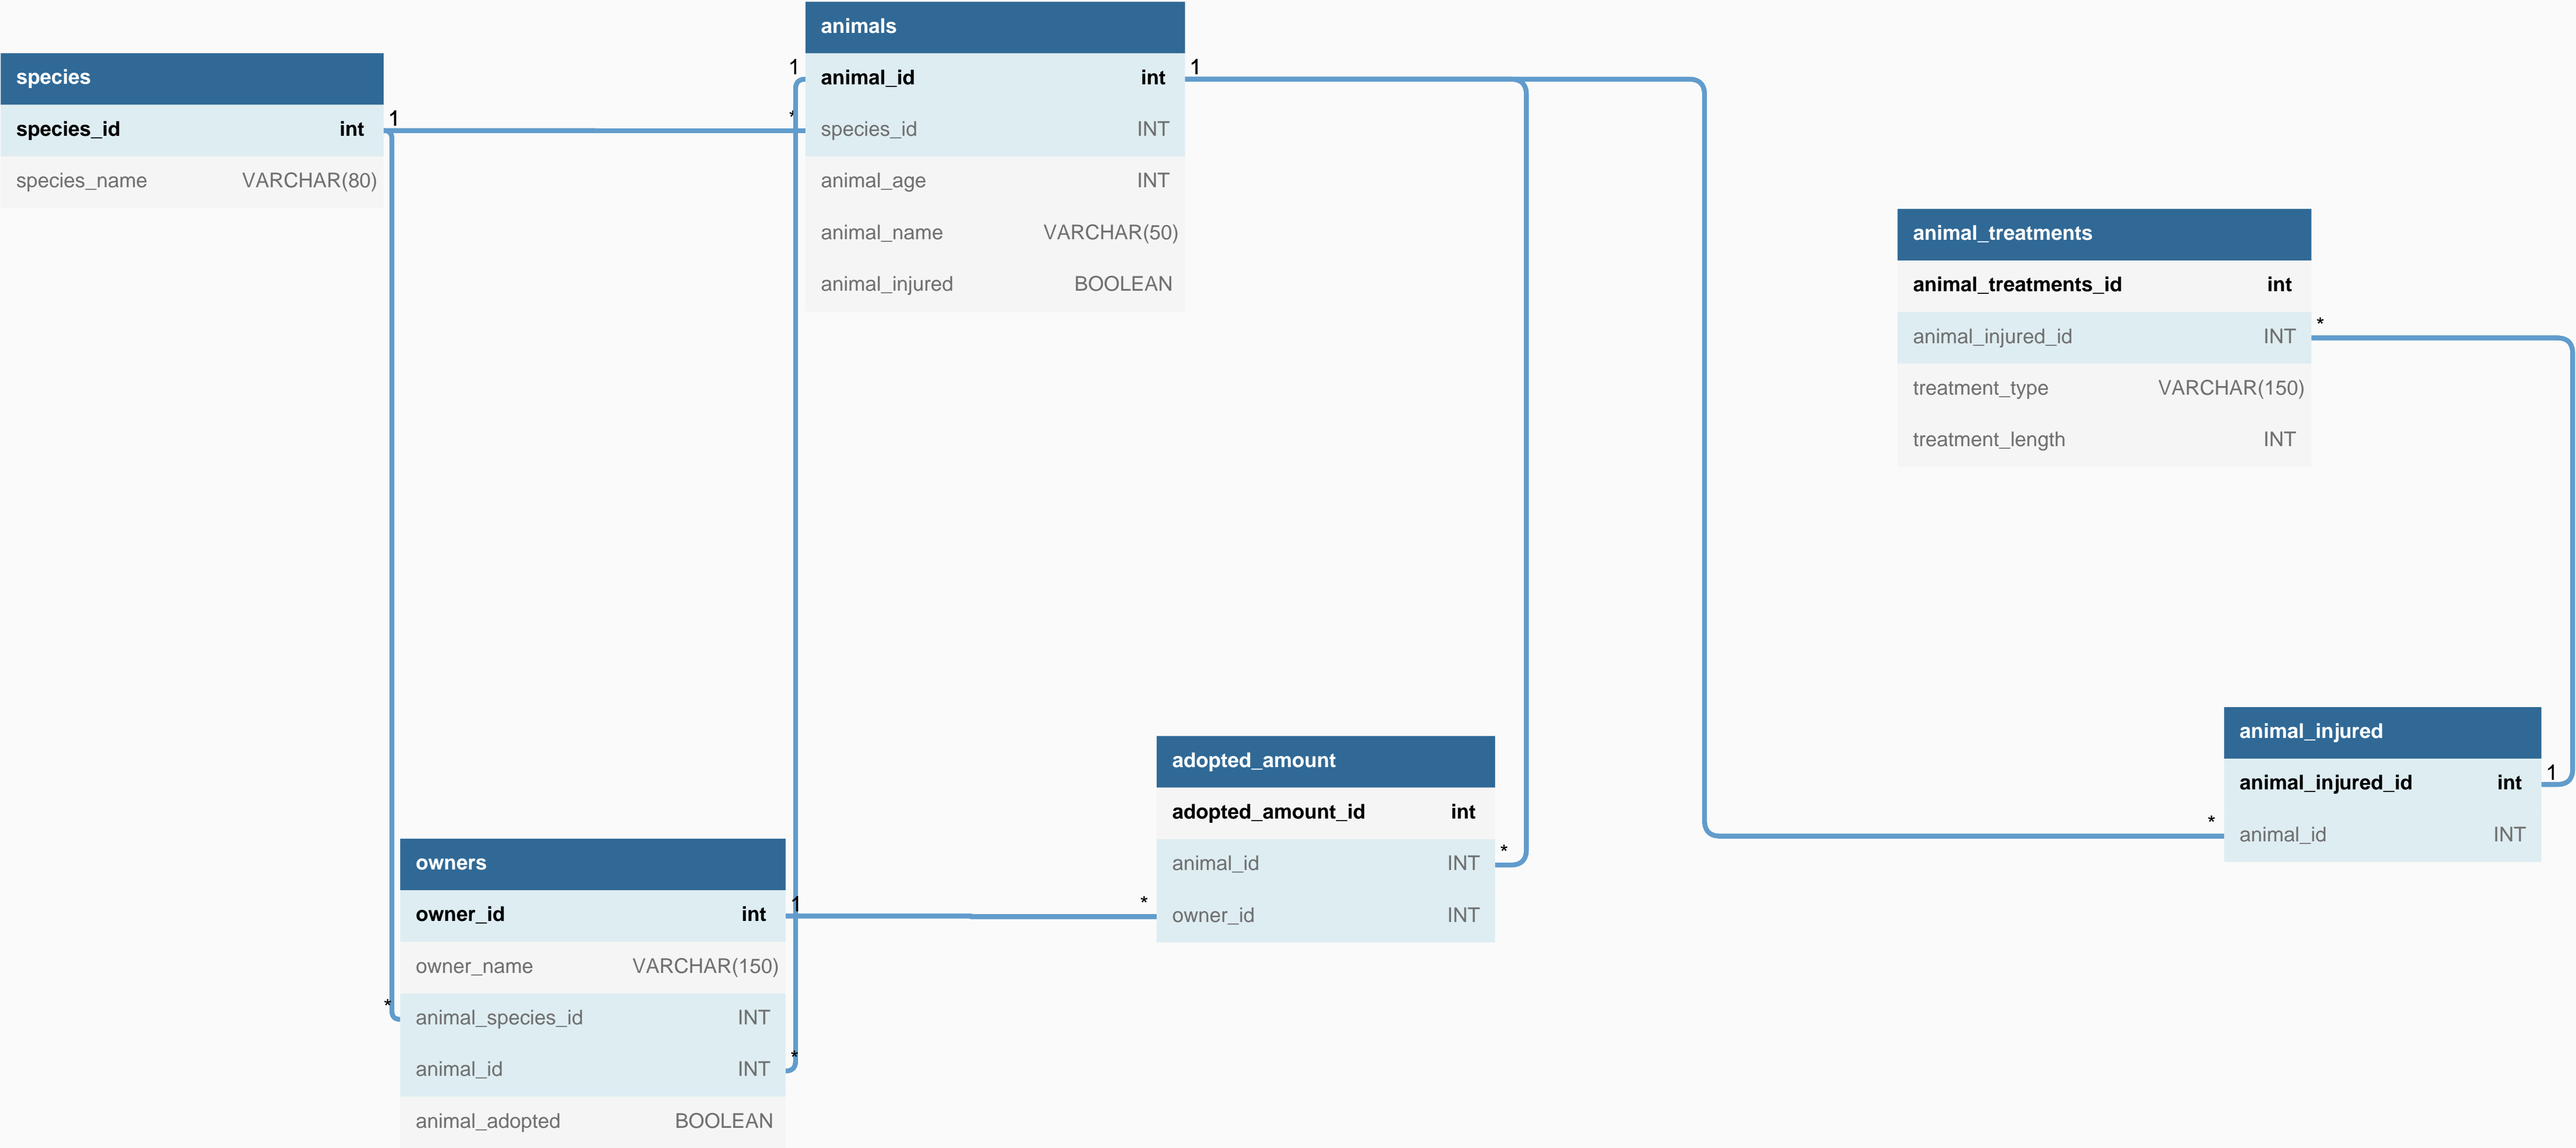 species
species_id int
species_name VARCHAR(80)
1
animals
animal_id int
species_id INT
animal_age INT
animal_name VARCHAR(50)
animal_injured BOOLEAN
1
*
1
animal_treatments
animal_treatments_id int
animal_injured_id INT
treatment_type VARCHAR(150)
treatment_length INT
*
owners
owner_id int
owner_name VARCHAR(150)
animal_species_id INT
animal_id INT
animal_adopted BOOLEAN
*
1
*
adopted_amount
adopted_amount_id int
animal_id INT
owner_id INT
*
*
animal_injured
animal_injured_id int
animal_id INT
1
*